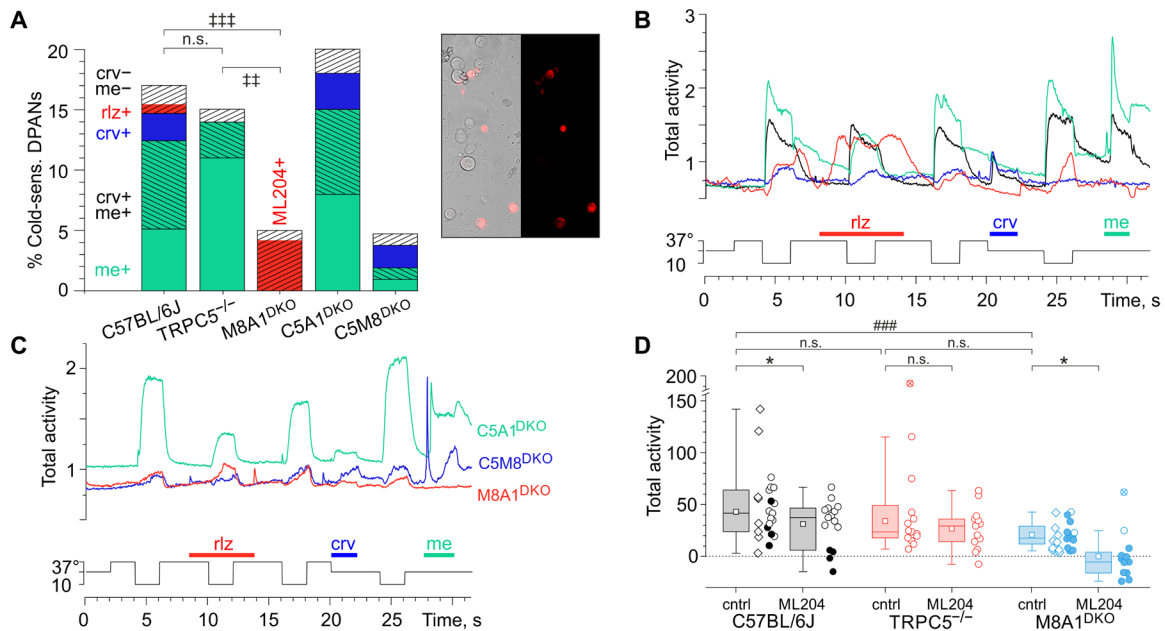 A
‡‡‡
n.s.
‡‡
% Cold-sens. DPANs
20
15
10
5
0
crv−
me−
rlz+
crv+
crv+
me+
me+
ML204+
C57BL/6J
TRPC5−/−
M8A1DKO
C5A1DKO
C5M8DKO
B
Total activity
3
2
1
rlz
crv
me
37°
10
0
5
10
15
20
25
Time, s
C
Total activity
2
1
C5A1DKO
C5M8DKO
M8A1DKO
rlz
crv
me
37°
10
0
5
10
15
20
25
Time, s
D
###
n.s.
n.s.
*
n.s.
*
Total activity
200
150
100
50
0
cntrl
ML204
cntrl
ML204
cntrl
ML204
C57BL/6J
TRPC5−/−
M8A1DKO